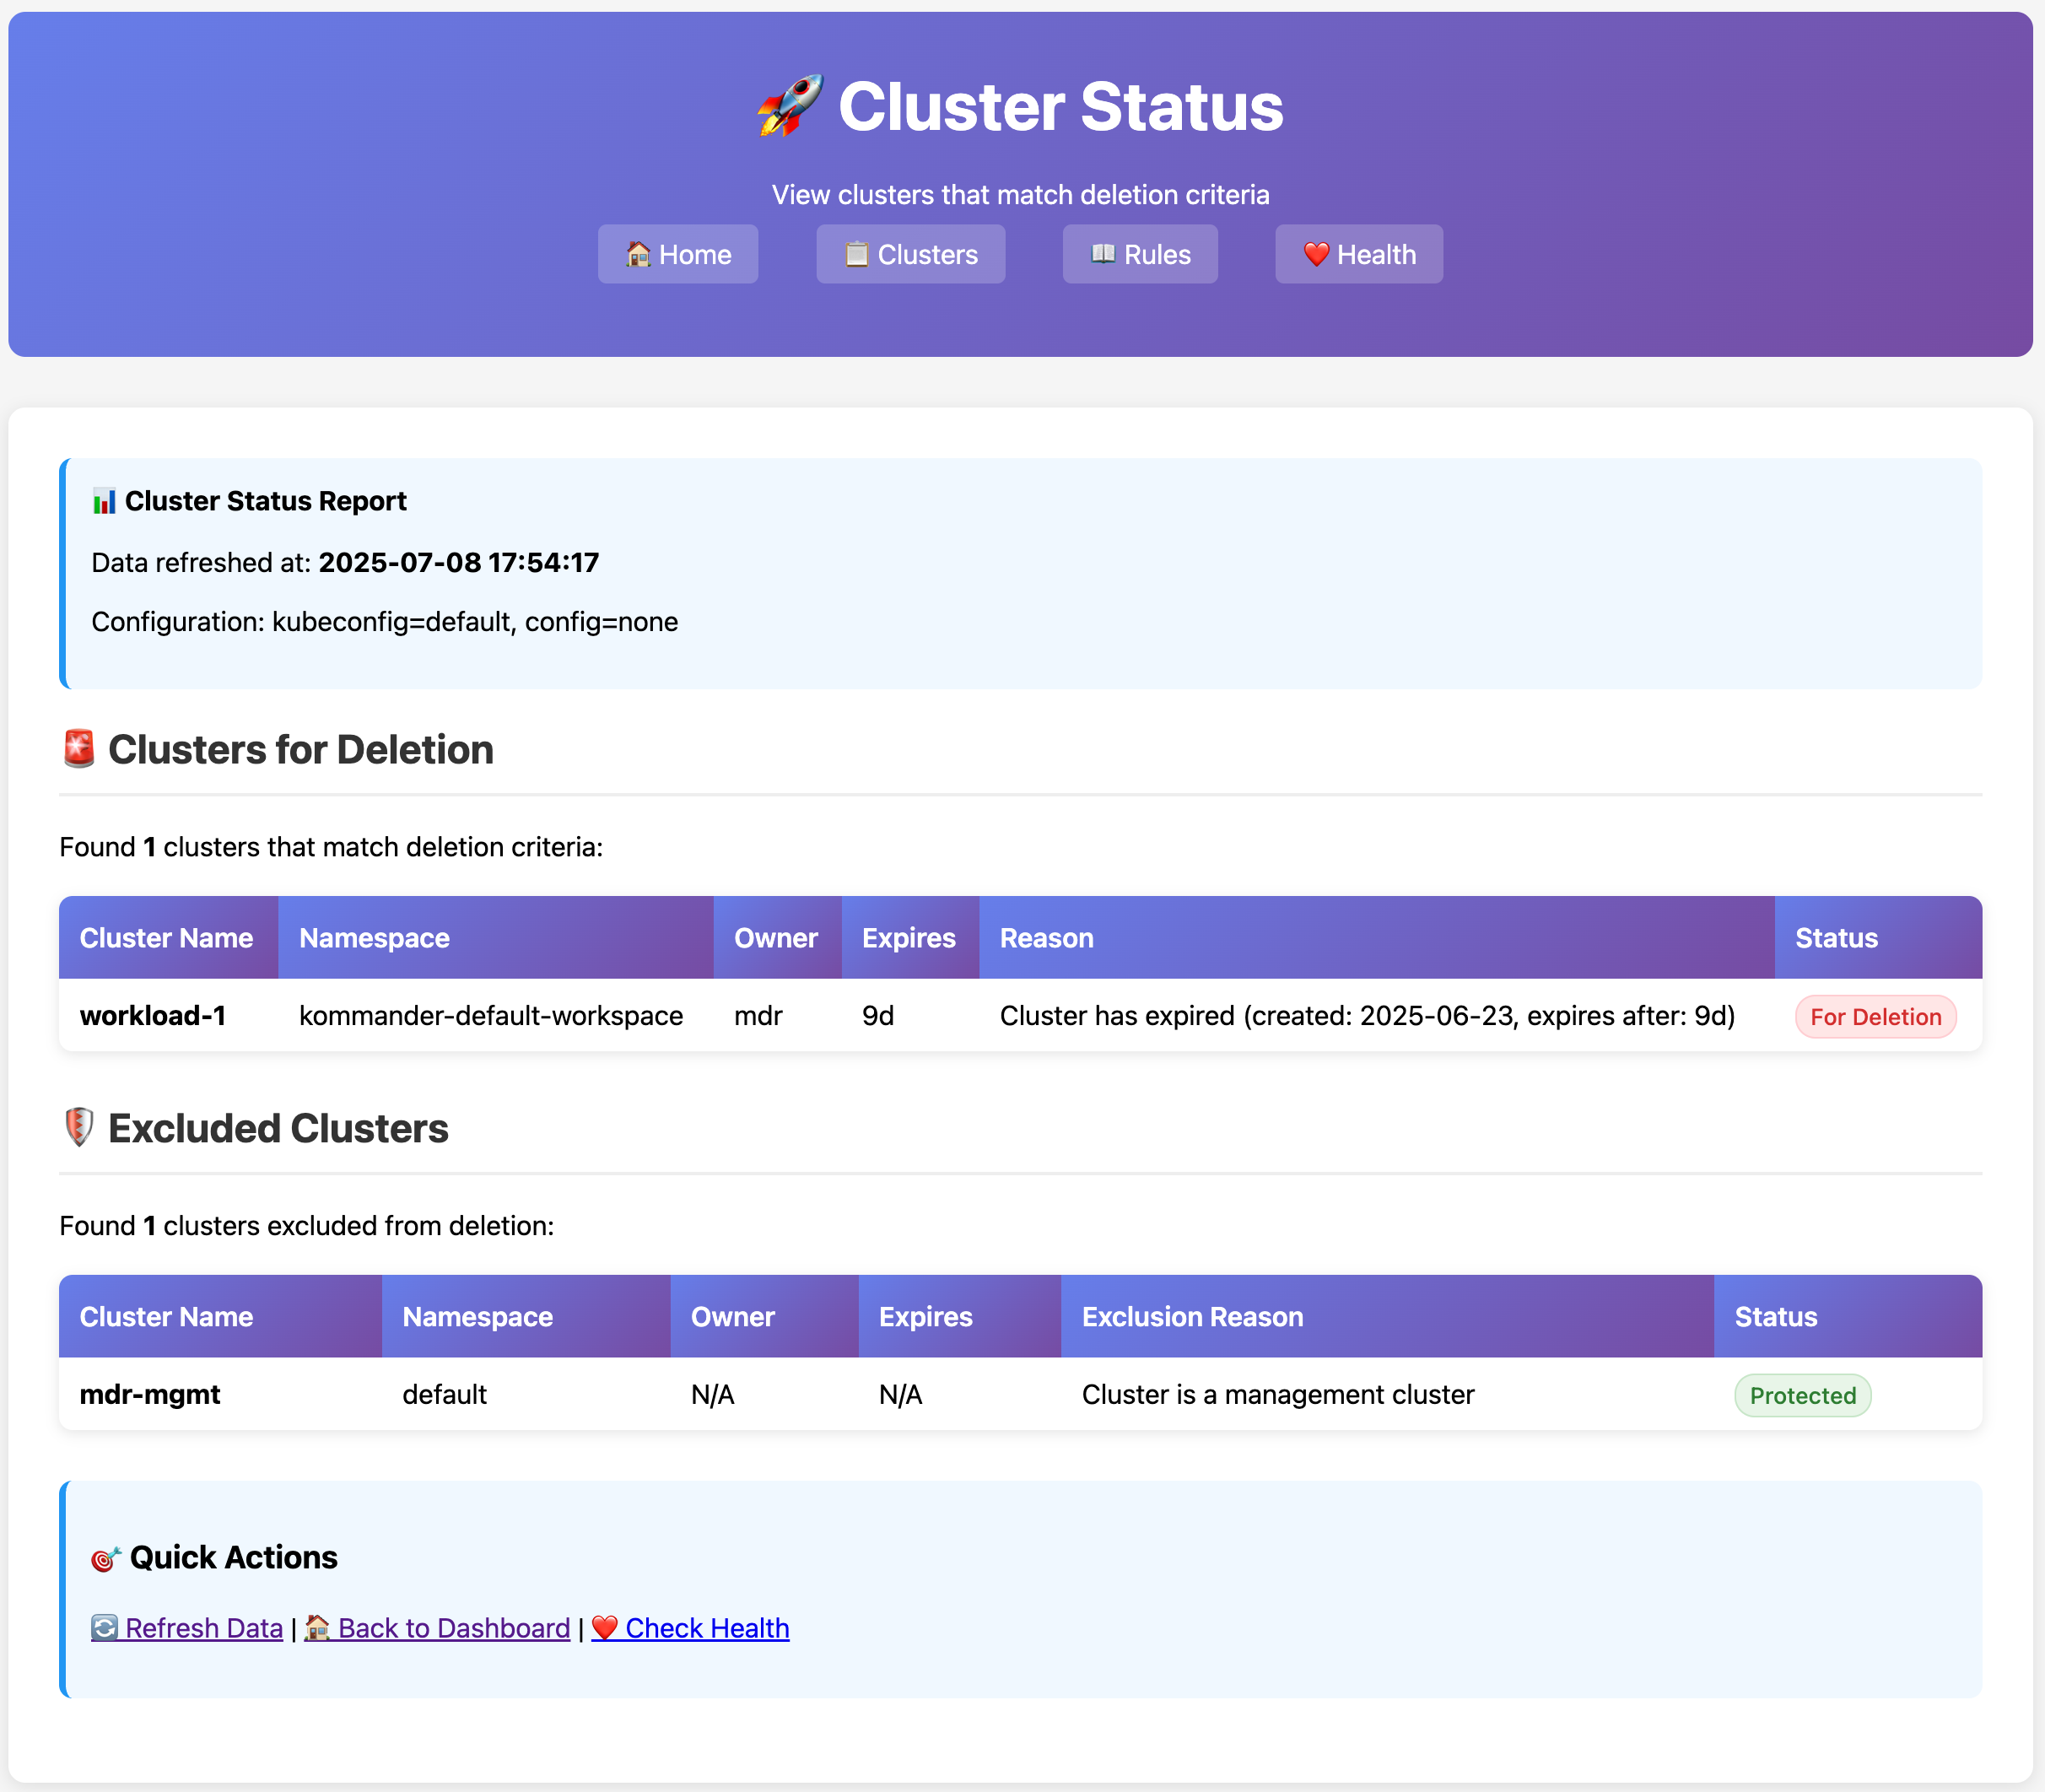 🚀 Cluster Status
View clusters that match deletion criteria
🏠 Home 📋 Clusters 📖 Rules ❤️ Health
📊 Cluster Status Report
Data refreshed at: 2025-07-08 17:54:17
Configuration: kubeconfig=default, config=none
🚨 Clusters for Deletion
Found 1 clusters that match deletion criteria:
Cluster Name Namespace Owner Expires Reason Status
workload-1 kommander-default-workspace mdr 9d Cluster has expired (created: 2025-06-23, expires after: 9d) For Deletion
🛡️ Excluded Clusters
Found 1 clusters excluded from deletion:
Cluster Name Namespace Owner Expires Exclusion Reason Status
mdr-mgmt default N/A N/A Cluster is a management cluster Protected
🎯 Quick Actions
🔄 Refresh Data | 🏠 Back to Dashboard | ❤️ Check Health